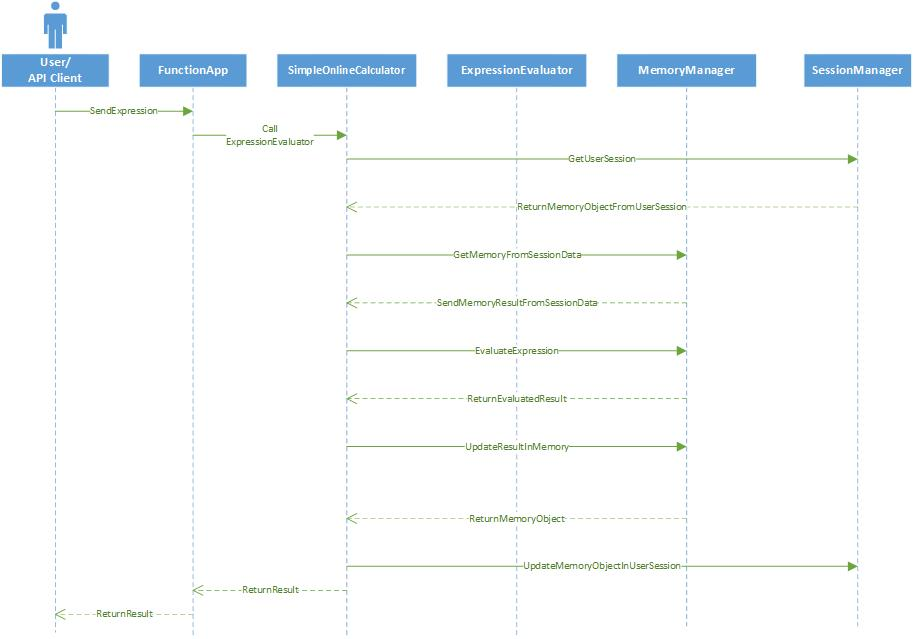 User/
API Client
FunctionApp
SimpleOnlineCalculator
ExpressionEvaluator
MemoryManager
SessionManager
SendExpression
Call
ExpressionEvaluator
GetUserSession
ReturnMemoryObjectFromUserSession
GetMemoryFromSessionData
SendMemoryResultFromSessionData
EvaluateExpression
ReturnEvaluatedResult
UpdateResultInMemory
ReturnMemoryObject
UpdateMemoryObjectInUserSession
ReturnResult
ReturnResult